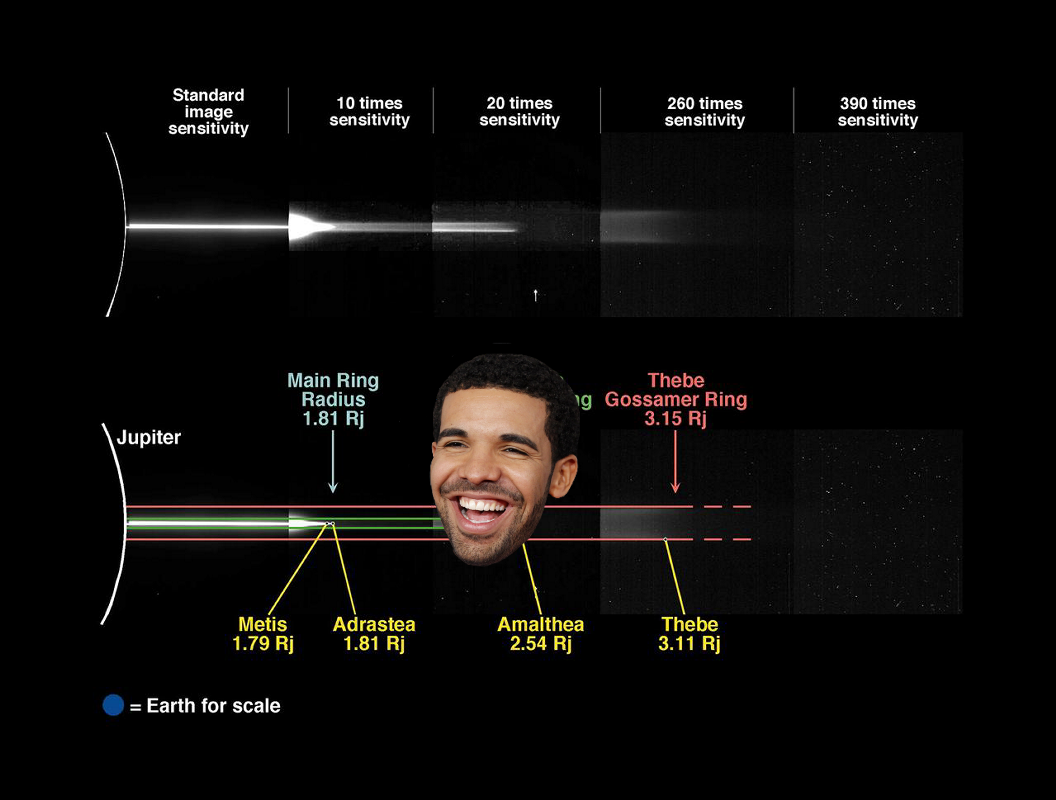 Standard
image
sensitivity
10 times
sensitivity
20 times
sensitivity
260 times
sensitivity
390 times
sensitivity
Main Ring
Radius
1.81 Rj
Thebe
Gossamer Ring
3.15 Rj
Jupiter
Metis
1.79 Rj
Adrastea
1.81 Rj
Amalthea
2.54 Rj
Thebe
3.11 Rj
= Earth for scale